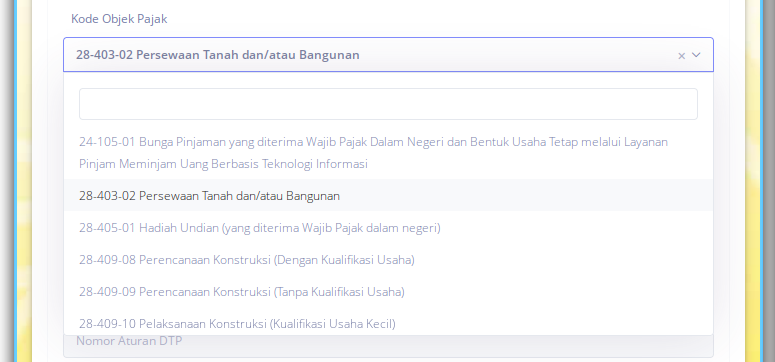 Kode Objek Pajak
28-403-02 Persewaan Tanah dan/atau Bangunan
24-105-01 Bunga Pinjaman yang diterima Wajib Pajak Dalam Negeri dan Bentuk Usaha Tetap melalui Layanan
Pinjam Meminjam Uang Berbasis Teknologi Informasi
28-403-02 Persewaan Tanah dan/atau Bangunan
28-405-01 Hadiah Undian (yang diterima Wajib Pajak dalam negeri)
28-409-08 Perencanaan Konstruksi (Dengan Kualifikasi Usaha)
28-409-09 Perencanaan Konstruksi (Tanpa Kualifikasi Usaha)
28-409-10 Pelaksanaan Konstruksi (Kualifikasi Usaha Kecil)
Nomor Aturan DTP